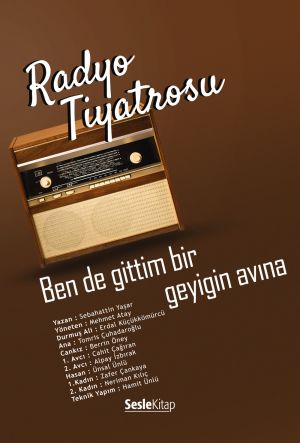 Radyo
Tiyatrosu
Ben de gittim bir
geyigin avına
Yazan : Sebahattin Yaşar
Yöneten : Mehmet Atay
Durmuş Ali : Erdal Küçükkömürcü
Ana : Tomris Çuhadaroğlu
Cankız : Berrin Öney
1. Avcı : Cahit Çağıran
2. Avcı : Alpay İzbırak
Hasan : Ünsal Ünlü
1.Kadın : Zafer Çankaya
2. Kadın : Neriman Kılıç
Teknik Yapım : Hamit Ünlü
SesleKitap